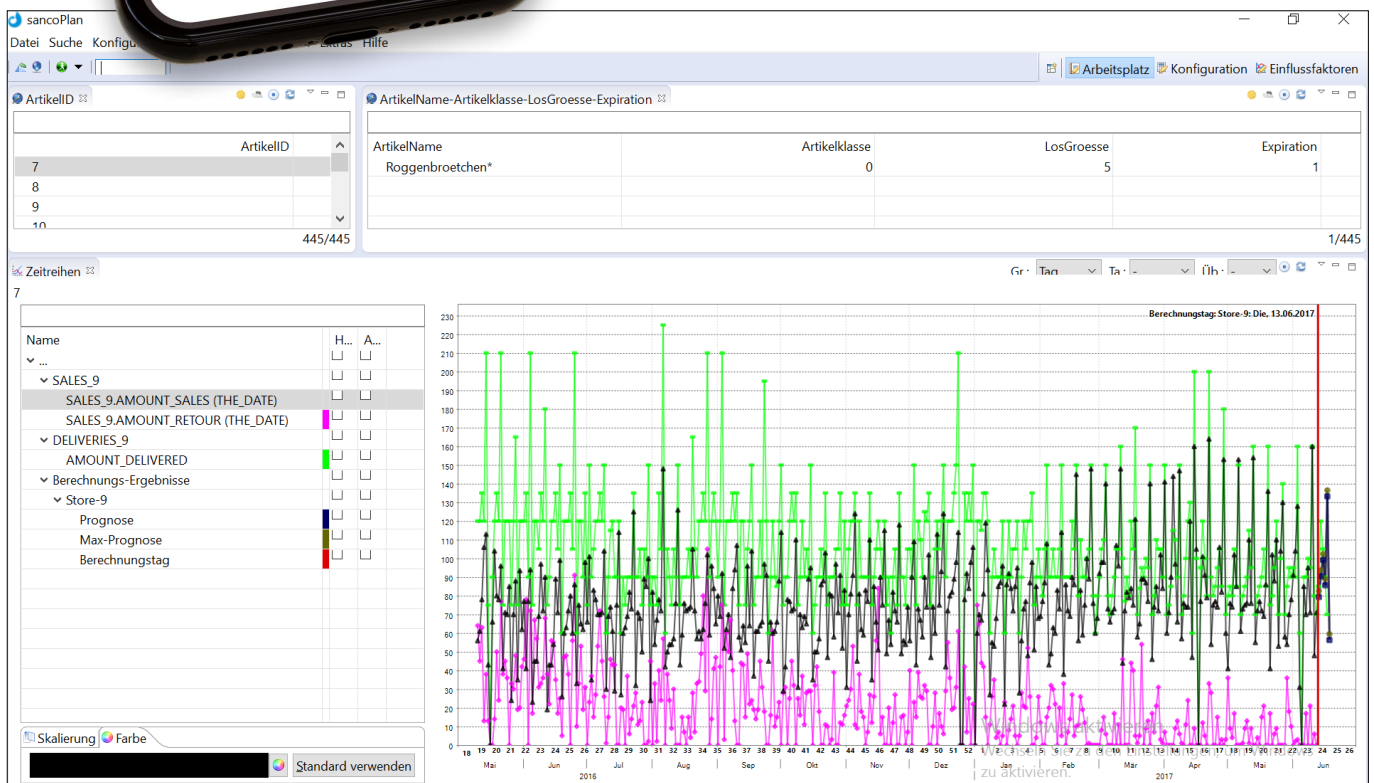 sancoPlan
Datei Suche Extras Hilfe
Arbeitsplatz Konfiguration Einflussfaktoren
ArtikelID
ArtikelID
7
8
9
10
445/445
ArtikelName-Artikelklasse-LosGroesse-Expiration
ArtikelName Artikelklasse LosGroesse Expiration
Roggenbroetchen* 0 5 1
1/445
Zeitreihen
Gr.: Tag Ta.: - Üb.: -
7
Name H... A...
...
SALES_9
SALES_9.AMOUNT_SALES (THE_DATE)
SALES_9.AMOUNT_RETOUR (THE_DATE)
DELIVERIES_9
AMOUNT_DELIVERED
Berechnungs-Ergebnisse
Store-9
Prognose
Max-Prognose
Berechnungstag
Skalierung Farbe
Standard verwenden
Berechnungstag: Store-9: Die, 13.06.2017
230
220
210
200
190
180
170
160
150
140
130
120
110
100
90
80
70
60
50
40
30
20
10
0
18 19 20 21 22 23 24 25 26 27 28 29 30 31 32 33 34 35 36 37 38 39 40 41 42 43 44 45 46 47 48 49 50 51 52 1 2 3 4 5 6 7 8 9 10 11 12 13 14 15 16 17 18 19 20 21 22 23 24 25 26
Mai Jun Jul Aug Sep Okt Nov Dez Jan Feb Mär Apr Mai Jun
2016 2017
zu aktivieren.